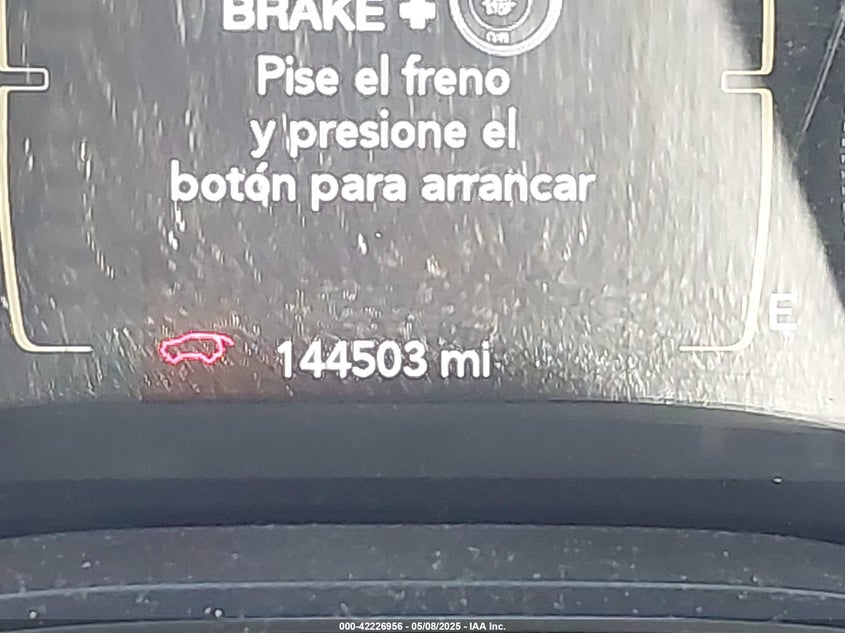 BRAKE +
Pise el freno
y presione el
botón para arrancar
E
144503 mi
000-42226956 - 05/08/2025 - IAA Inc.